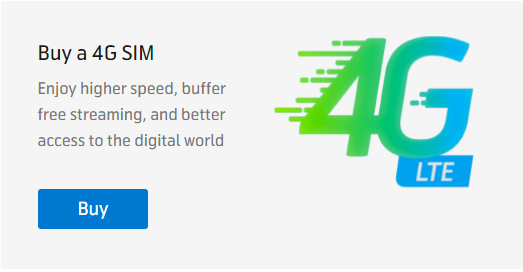 Buy a 4G SIM
Enjoy higher speed, buffer
free streaming, and better
access to the digital world
Buy
4G
LTE